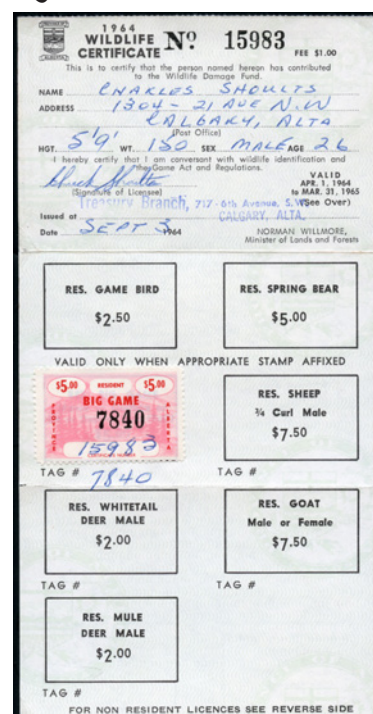 1964
WILDLIFE
CERTIFICATE
Nº 15983 FEE $1.00
This is to certify that the person named hereon has contributed
to the Wildlife Damage Fund.
NAME CHARLES SHOULTS
ADDRESS 1304 - 21 AVE N.W
CALGARY, ALTA
(Post Office)
HGT. 5'9' WT. 150 SEX MALE AGE 26
I hereby certify that I am conversant with wildlife identification and
the Game Act and Regulations.
Chuck Shoults
(Signature of Licensee)
VALID
APR. 1, 1964
to MAR. 31, 1965
(See Over)
Treasury Branch, 717 - 6th Avenue, S.W.
Issued at CALGARY, ALTA.
Date SEPT 3 1964
NORMAN WILLMORE,
Minister of Lands and Forests
RES. GAME BIRD
$2.50
RES. SPRING BEAR
$5.00
VALID ONLY WHEN APPROPRIATE STAMP AFFIXED
$5.00 RESIDENT $5.00
BIG GAME
PROVINCE
ALBERTA
7840
15983
TAG # 7840
RES. SHEEP
¾ Curl Male
$7.50
TAG #
RES. WHITETAIL
DEER MALE
$2.00
TAG #
RES. GOAT
Male or Female
$7.50
TAG #
RES. MULE
DEER MALE
$2.00
TAG #
FOR NON RESIDENT LICENCES SEE REVERSE SIDE